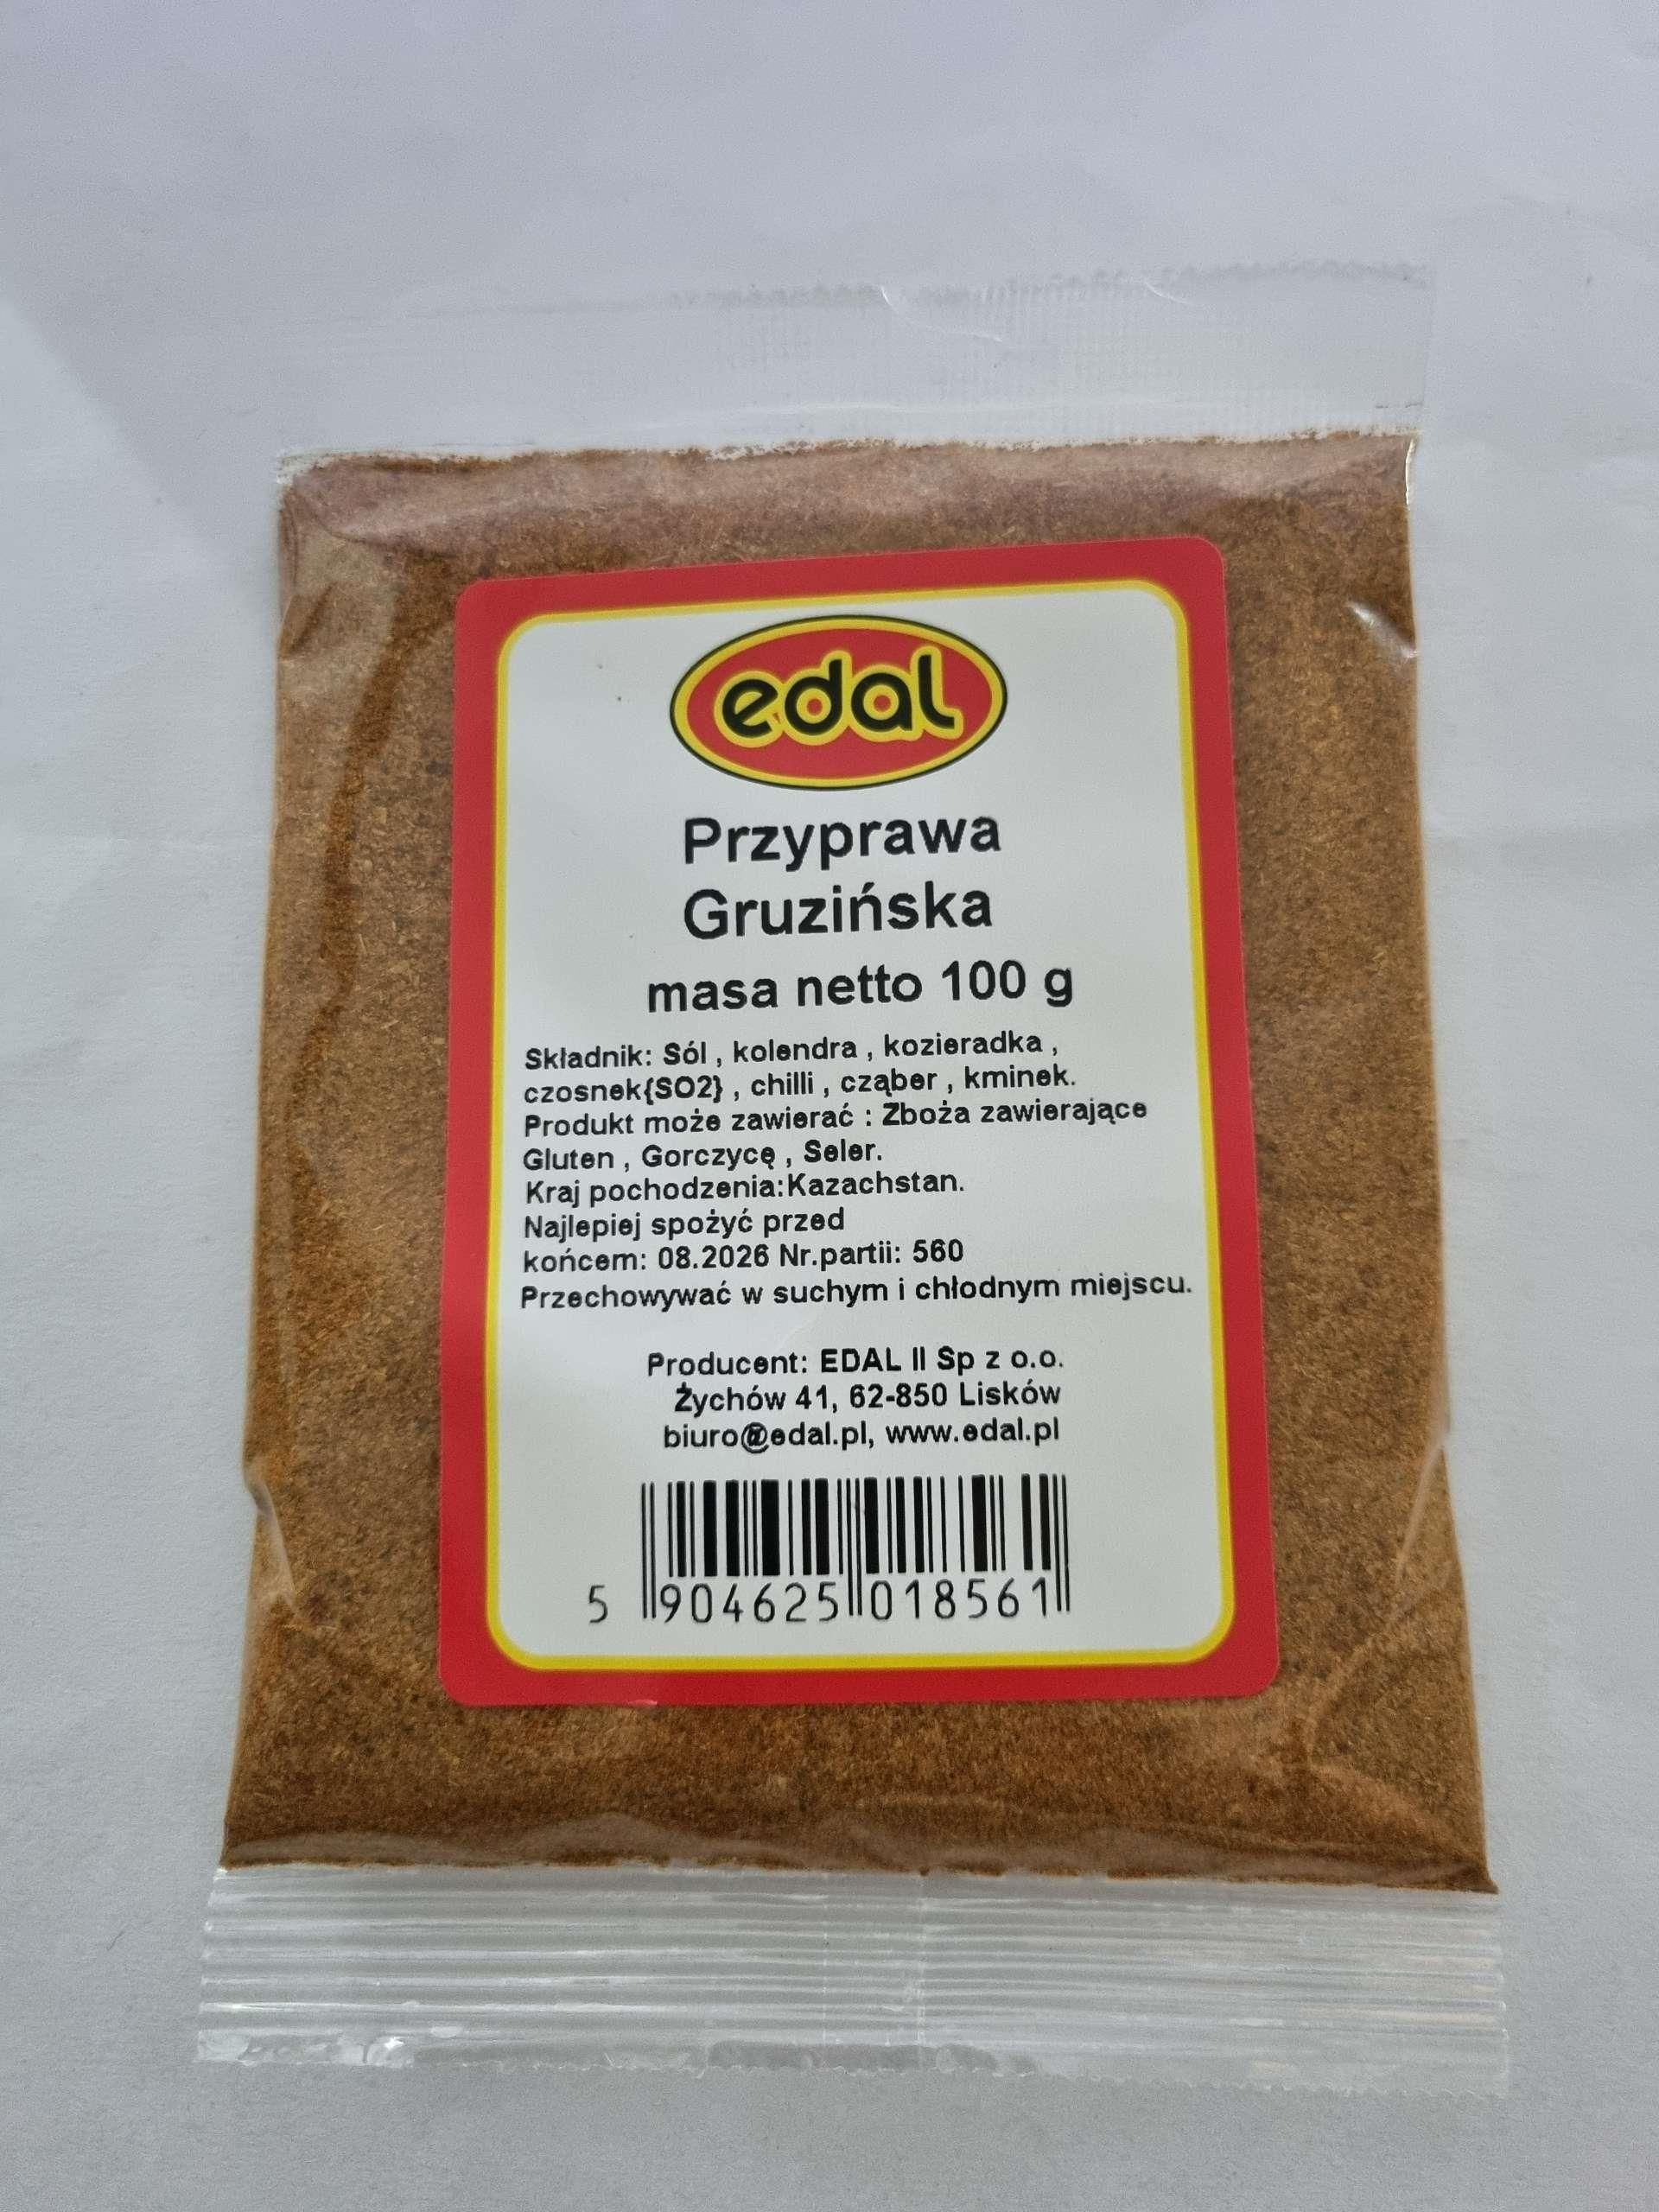 edal
Przyprawa
Gruzińska
masa netto 100 g
Składnik: Sól , kolendra , kozieradka ,
czosnek{SO2} , chilli , cząber , kminek.
Produkt może zawierać : Zboża zawierające
Gluten , Gorczycę , Seler.
Kraj pochodzenia:Kazachstan.
Najlepiej spożyć przed
końcem: 08.2026 Nr.partii: 560
Przechowywać w suchym i chłodnym miejscu.
Producent: EDAL II Sp z o.o.
Żychów 41, 62-850 Lisków
biuro@edal.pl, www.edal.pl
5 904625 018561